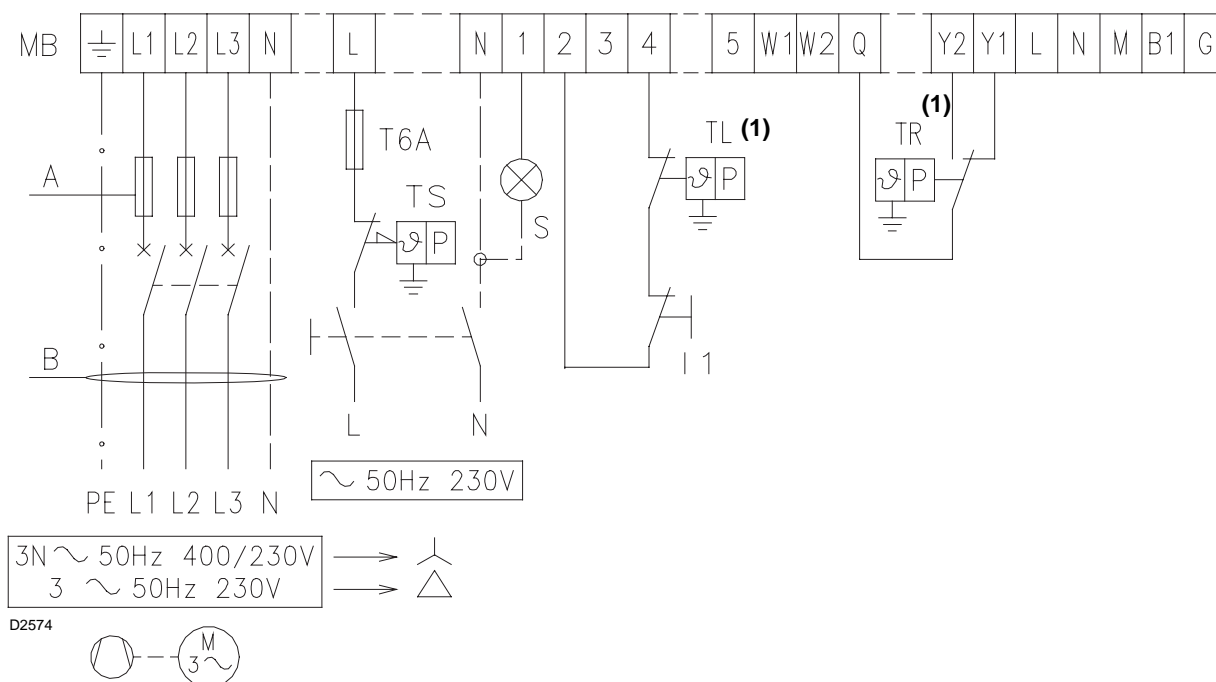 MB L1 L2 L3 N L N 1 2 3 4 5 W1 W2 Q Y2 Y1 L N M B1 G
(1)
T6A TL (1) TR
A ϑ P ϑ P
TS
S ϑ P
B I1
L N
~ 50Hz 230V
PE L1 L2 L3 N
3N ~ 50Hz 400/230V
3 ~ 50Hz 230V
D2574
M
3 ~